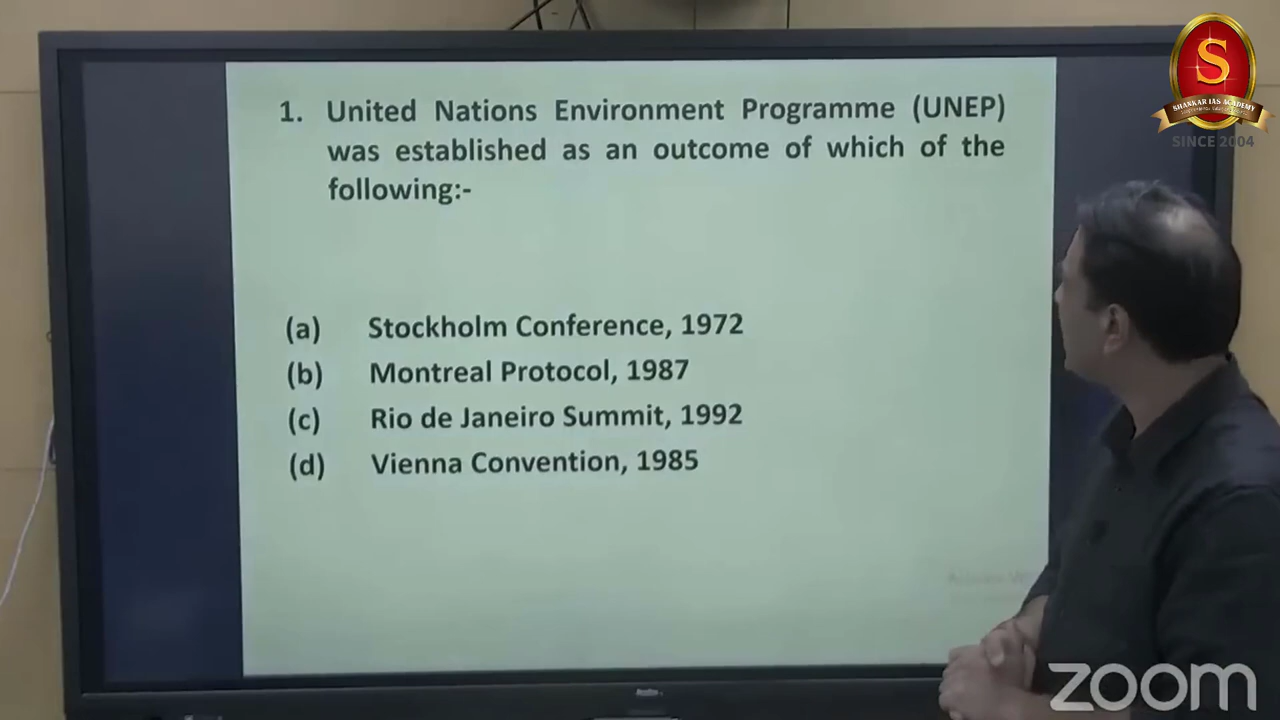 1. United Nations Environment Programme (UNEP)
was established as an outcome of which of the
following:-
(a) Stockholm Conference, 1972
(b) Montreal Protocol, 1987
(c) Rio de Janeiro Summit, 1992
(d) Vienna Convention, 1985
S
SHANKAR IAS ACADEMY
SINCE 2004
zoom